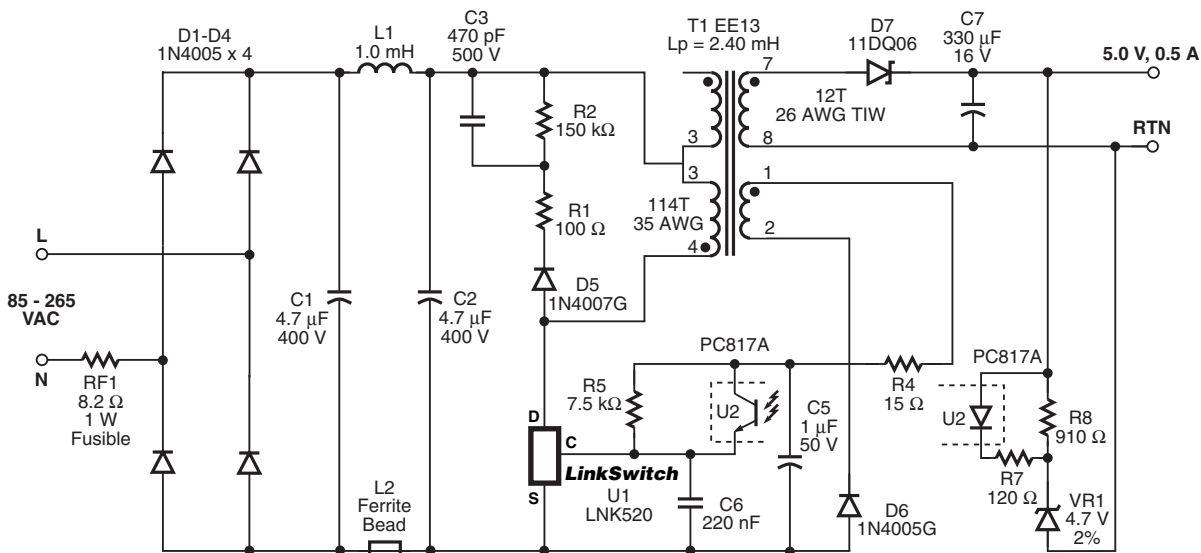 D1-D4
1N4005 x 4
L1
1.0 mH
C3
470 pF
500 V
T1 EE13
Lp = 2.40 mH
D7
11DQ06
C7
330 µF
16 V
5.0 V, 0.5 A
R2
150 kΩ
7
12T
26 AWG TIW
RTN
3
8
3
1
R1
100 Ω
114T
35 AWG
2
4
L
85 - 265
VAC
N
C1
4.7 µF
400 V
C2
4.7 µF
400 V
D5
1N4007G
PC817A
PC817A
RF1
8.2 Ω
1 W
Fusible
R5
7.5 kΩ
U2
R4
15 Ω
C5
1 µF
50 V
U2
R8
910 Ω
D
C
S
LinkSwitch
U1
LNK520
R7
120 Ω
L2
Ferrite
Bead
C6
220 nF
D6
1N4005G
VR1
4.7 V
2%